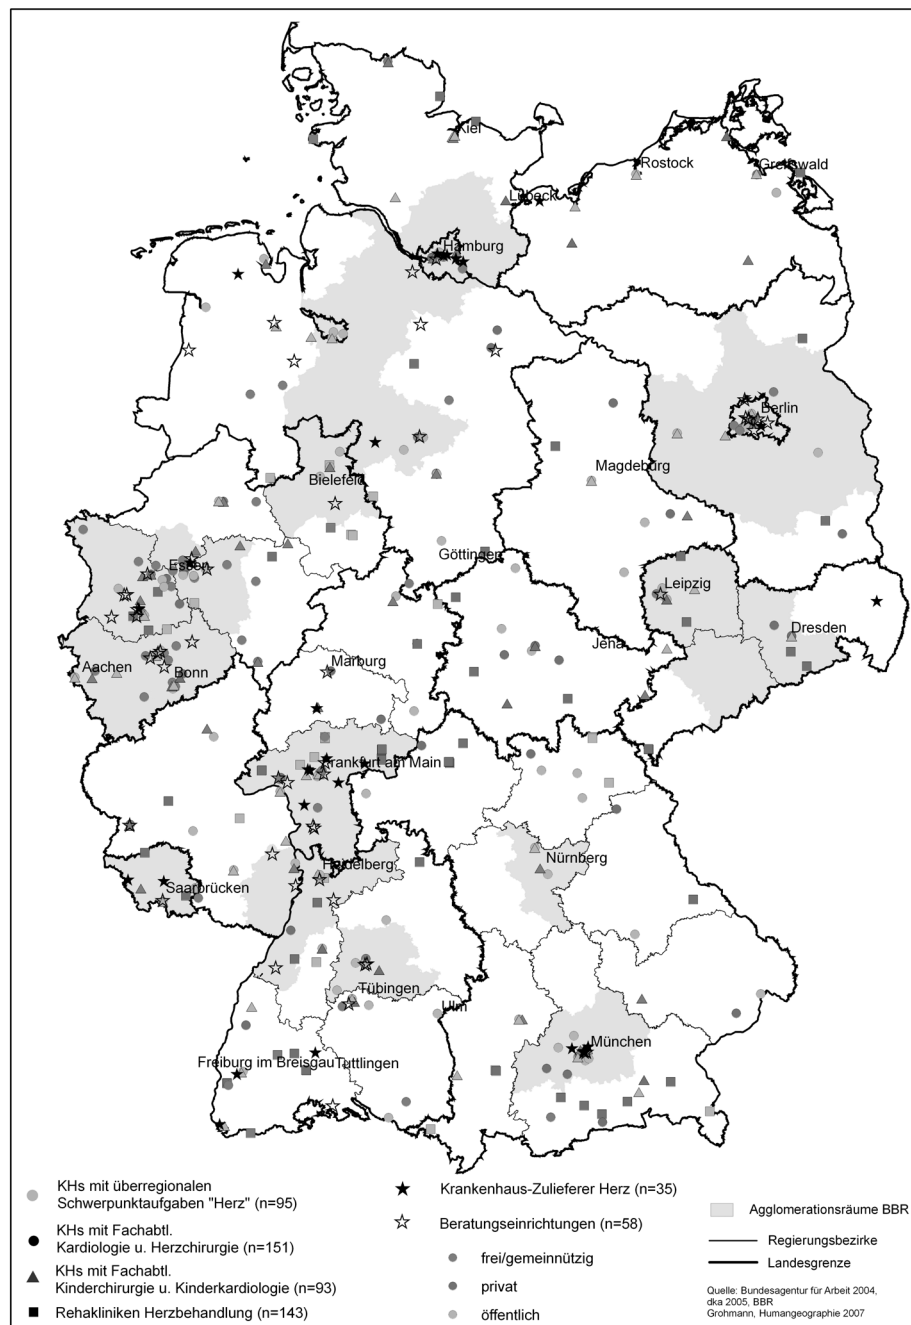 Kiel
Rostock
Greifswald
Lübeck
Hamburg
Berlin
Magdeburg
Bielefeld
Göttingen
Essen
Leipzig
Dresden
Jena
Marburg
Aachen
Bonn
Frankfurt am Main
Nürnberg
Heidelberg
Saarbrücken
Tübingen
Ulm
München
Freiburg im Breisgau
Tuttlingen
KHs mit überregionalen
Schwerpunktaufgaben "Herz" (n=95)
KHs mit Fachabtl.
Kardiologie u. Herzchirurgie (n=151)
KHs mit Fachabtl.
Kinderchirurgie u. Kinderkardiologie (n=93)
Rehakliniken Herzbehandlung (n=143)
Krankenhaus-Zulieferer Herz (n=35)
Beratungseinrichtungen (n=58)
frei/gemeinnützig
privat
öffentlich
Agglomerationsräume BBR
Regierungsbezirke
Landesgrenze
Quelle: Bundesagentur für Arbeit 2004,
dka 2005, BBR
Grohmann, Humangeographie 2007